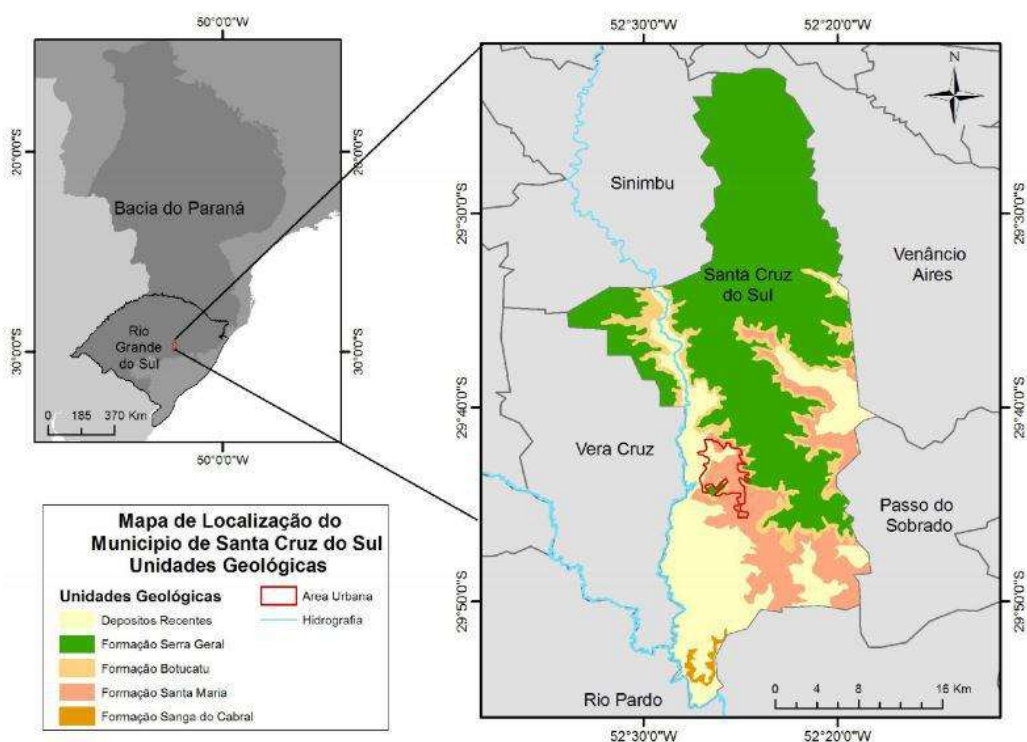 50°0'0"W
20°0'0"S
20°0'0"S
Bacia do Paraná
Rio
Grande
do Sul
30°0'0"S
30°0'0"S
0 185 370 Km
50°0'0"W
52°30'0"W
52°20'0"W
N
Sinimbu
29°30'0"S
29°30'0"S
Venâncio
Aires
Santa Cruz
do Sul
29°40'0"S
29°40'0"S
Vera Cruz
Passo do
Sobrado
29°50'0"S
29°50'0"S
Rio Pardo
0 4 8 16 Km
52°30'0"W
52°20'0"W
Mapa de Localização do
Municipio de Santa Cruz do Sul
Unidades Geológicas
Unidades Geológicas
Depositos Recentes
Formação Serra Geral
Formação Botucatu
Formação Santa Maria
Formação Sanga do Cabral
Area Urbana
Hidrografia